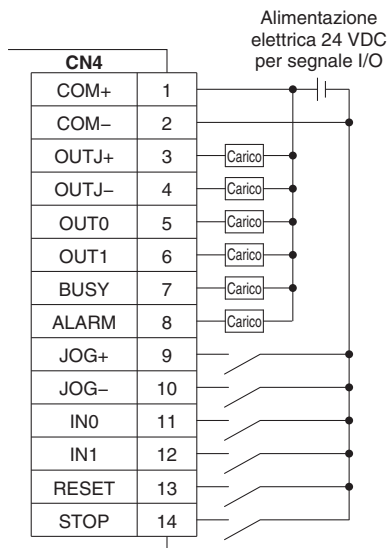 Alimentazione
elettrica 24 VDC
per segnale I/O
CN4
COM+ 1
COM− 2
OUTJ+ 3 Carico
OUTJ− 4 Carico
OUT0 5 Carico
OUT1 6 Carico
BUSY 7 Carico
ALARM 8 Carico
JOG+ 9
JOG− 10
IN0 11
IN1 12
RESET 13
STOP 14